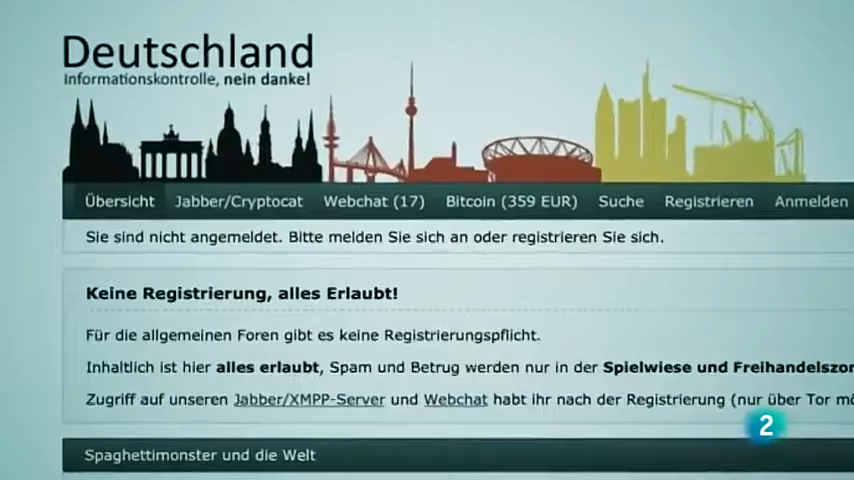 Deutschland
Informationskontrolle, nein danke!
Übersicht Jabber/Cryptocat Webchat (17) Bitcoin (359 EUR) Suche Registrieren Anmelden
Sie sind nicht angemeldet. Bitte melden Sie sich an oder registrieren Sie sich.
Keine Registrierung, alles Erlaubt!
Für die allgemeinen Foren gibt es keine Registrierungspflicht.
Inhaltlich ist hier alles erlaubt, Spam und Betrug werden nur in der Spielwiese und Freihandelszon
Zugriff auf unseren Jabber/XMPP-Server und Webchat habt ihr nach der Registrierung (nur über Tor mö
2
Spaghettimonster und die Welt